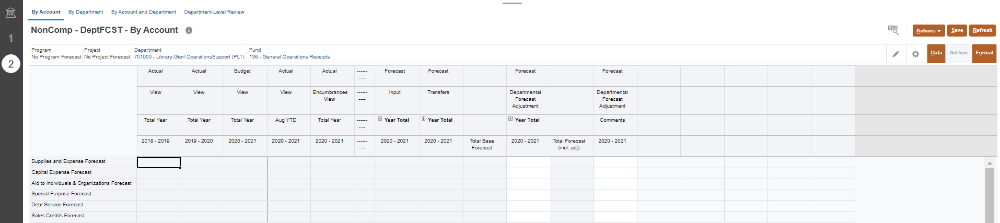 By Account By Department By Account and Department Department-Level Review
NonComp - DeptFCST - By Account i
Actions Save Refresh
1
2
Program Project Department Fund
No Program Forecast No Project Forecast 701000 - Library-Genl OperationsSupport (PLT) 136 - General Operations Receipts
Data Ad hoc Format
Actual Actual Budget Actual Actual ------ Forecast Forecast Forecast Forecast
----
View View View View Encumbrances ------ Input Transfers Departmental Departmental
View ---- Forecast Forecast
Adjustment Adjustment
Total Year Total Year Total Year Aug YTD Total Year ------ Year Total Year Total Year Total Comments
----
2018 - 2019 2019 - 2020 2020 - 2021 2020 - 2021 2020 - 2021 ------ 2020 - 2021 2020 - 2021 Total Base 2020 - 2021 Total Forecast 2020 - 2021
---- Forecast (incl. adj)
Supplies and Expense Forecast
Capital Expense Forecast
Aid to Individuals & Organizations Forecast
Special Purpose Forecast
Debt Service Forecast
Sales Credits Forecast